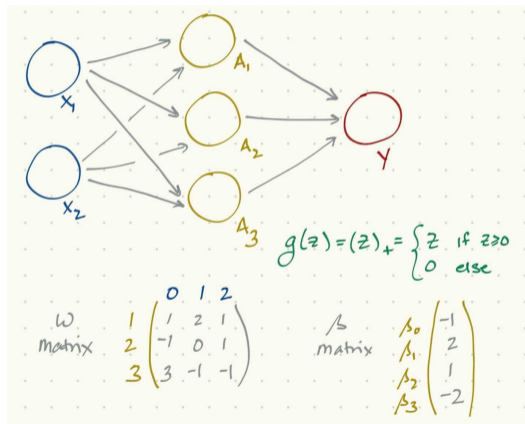 X₁
A₁
X₂
A₂
Y
A₃
g(z) = (z)₊ = { z if z≥0
0 else
0 1 2
ω matrix
1 ( 1 2 1 )
2 ( -1 0 1 )
3 ( 3 -1 -1 )
β matrix
β₀ ( -1 )
β₁ ( 2 )
β₂ ( 1 )
β₃ ( -2 )